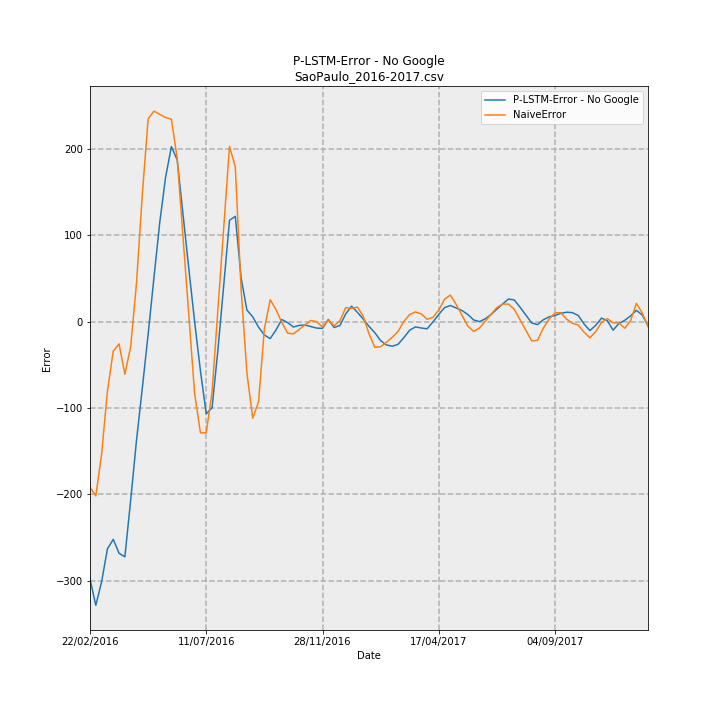 P-LSTM-Error - No Google
SaoPaulo_2016-2017.csv
P-LSTM-Error - No Google
NaiveError
200
100
0
−100
−200
−300
Error
22/02/2016
11/07/2016
28/11/2016
17/04/2017
04/09/2017
Date